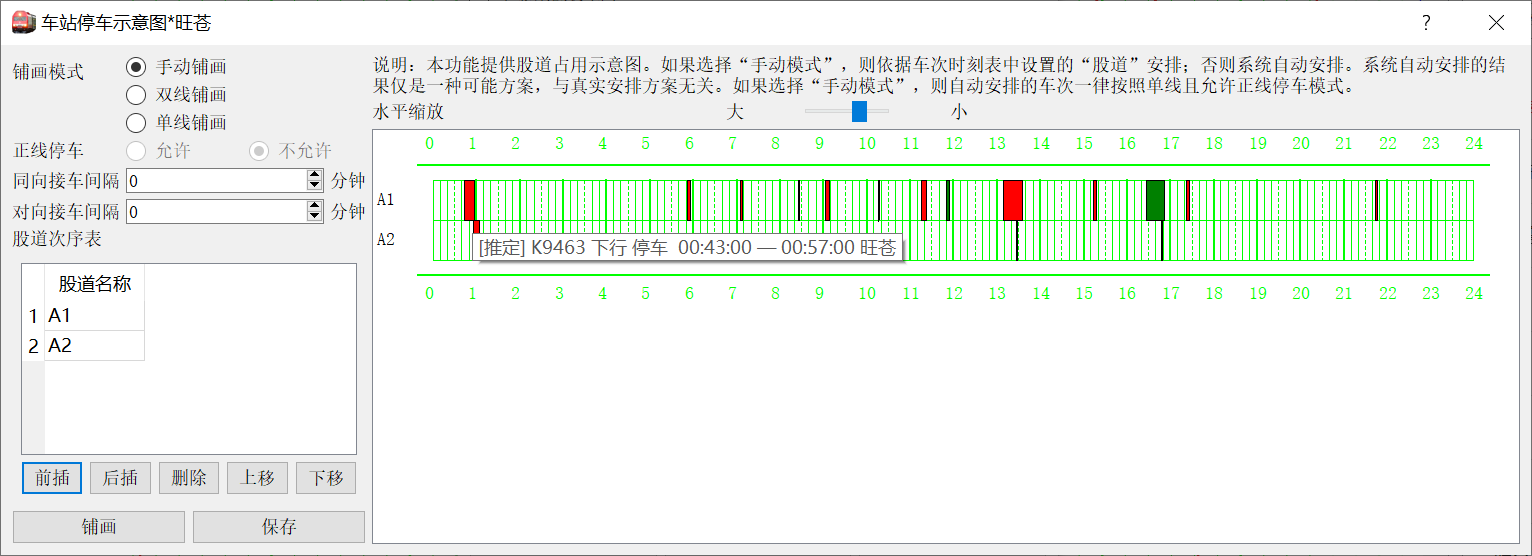 车站停车示意图*旺苍
?
铺画模式
手动铺画
双线铺画
单线铺画
正线停车
允许
不允许
同向接车间隔
0
分钟
对向接车间隔
0
分钟
股道次序表
股道名称
1 A1
2 A2
前插
后插
删除
上移
下移
铺画
保存
说明：本功能提供股道占用示意图。如果选择“手动模式”，则依据车次时刻表中设置的“股道”安排；否则系统自动安排。系统自动安排的结
果仅是一种可能方案，与真实安排方案无关。如果选择“手动模式”，则自动安排的车次一律按照单线且允许正线停车模式。
水平缩放
大
小
0 1 2 3 4 5 6 7 8 9 10 11 12 13 14 15 16 17 18 19 20 21 22 23 24
A1
A2
[推定] K9463 下行 停车 00:43:00 — 00:57:00 旺苍
0 1 2 3 4 5 6 7 8 9 10 11 12 13 14 15 16 17 18 19 20 21 22 23 24